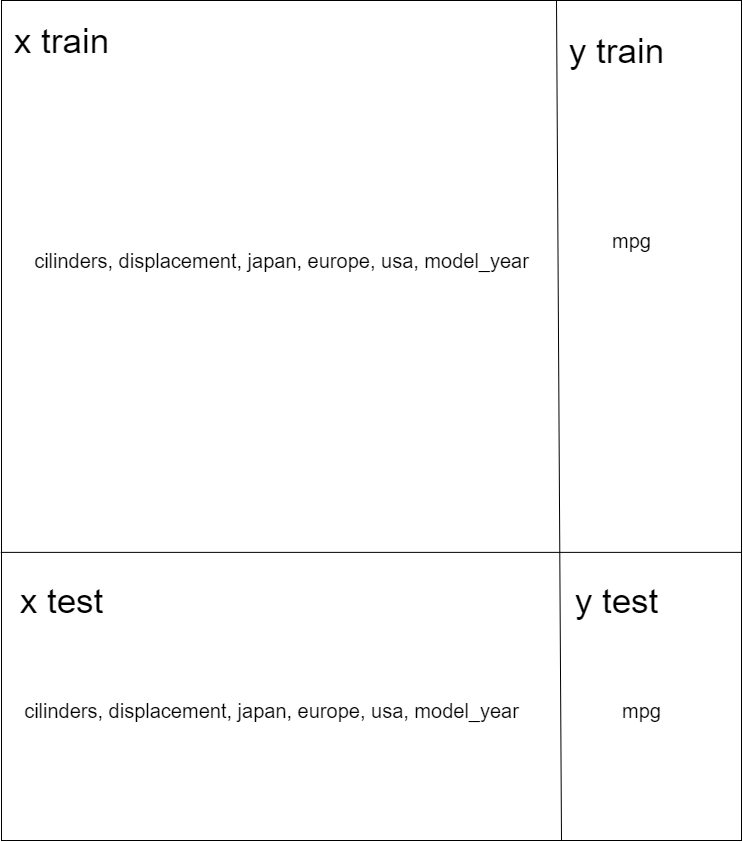 x train
y train
mpg
cilinders, displacement, japan, europe, usa, model_year
x test
y test
cilinders, displacement, japan, europe, usa, model_year
mpg